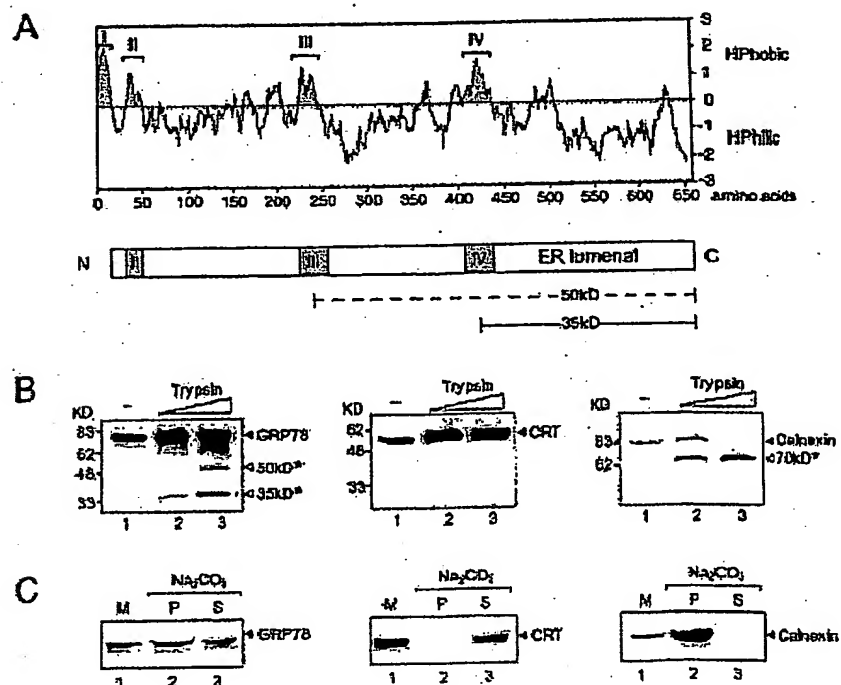 A
I
II
III
IV
3
2
1
0
-1
-2
-3
HPhobic
HPhilic
0 50 100 150 200 250 300 350 400 450 500 550 600 650 amino acids
N II III IV ER lumenal C
50kD
35kD
B
Trypsin
KD -
83
62
48
33
GRP78
50kD*
35kD*
1 2 3
Trypsin
KD -
62
48
33
CRT
1 2 3
Trypsin
KD -
83
62
Calnexin
70kD*
1 2 3
C
Na₂CO₃
M P S
GRP78
1 2 3
Na₂CO₃
M P S
CRT
1 2 3
Na₂CO₃
M P S
Calnexin
1 2 3